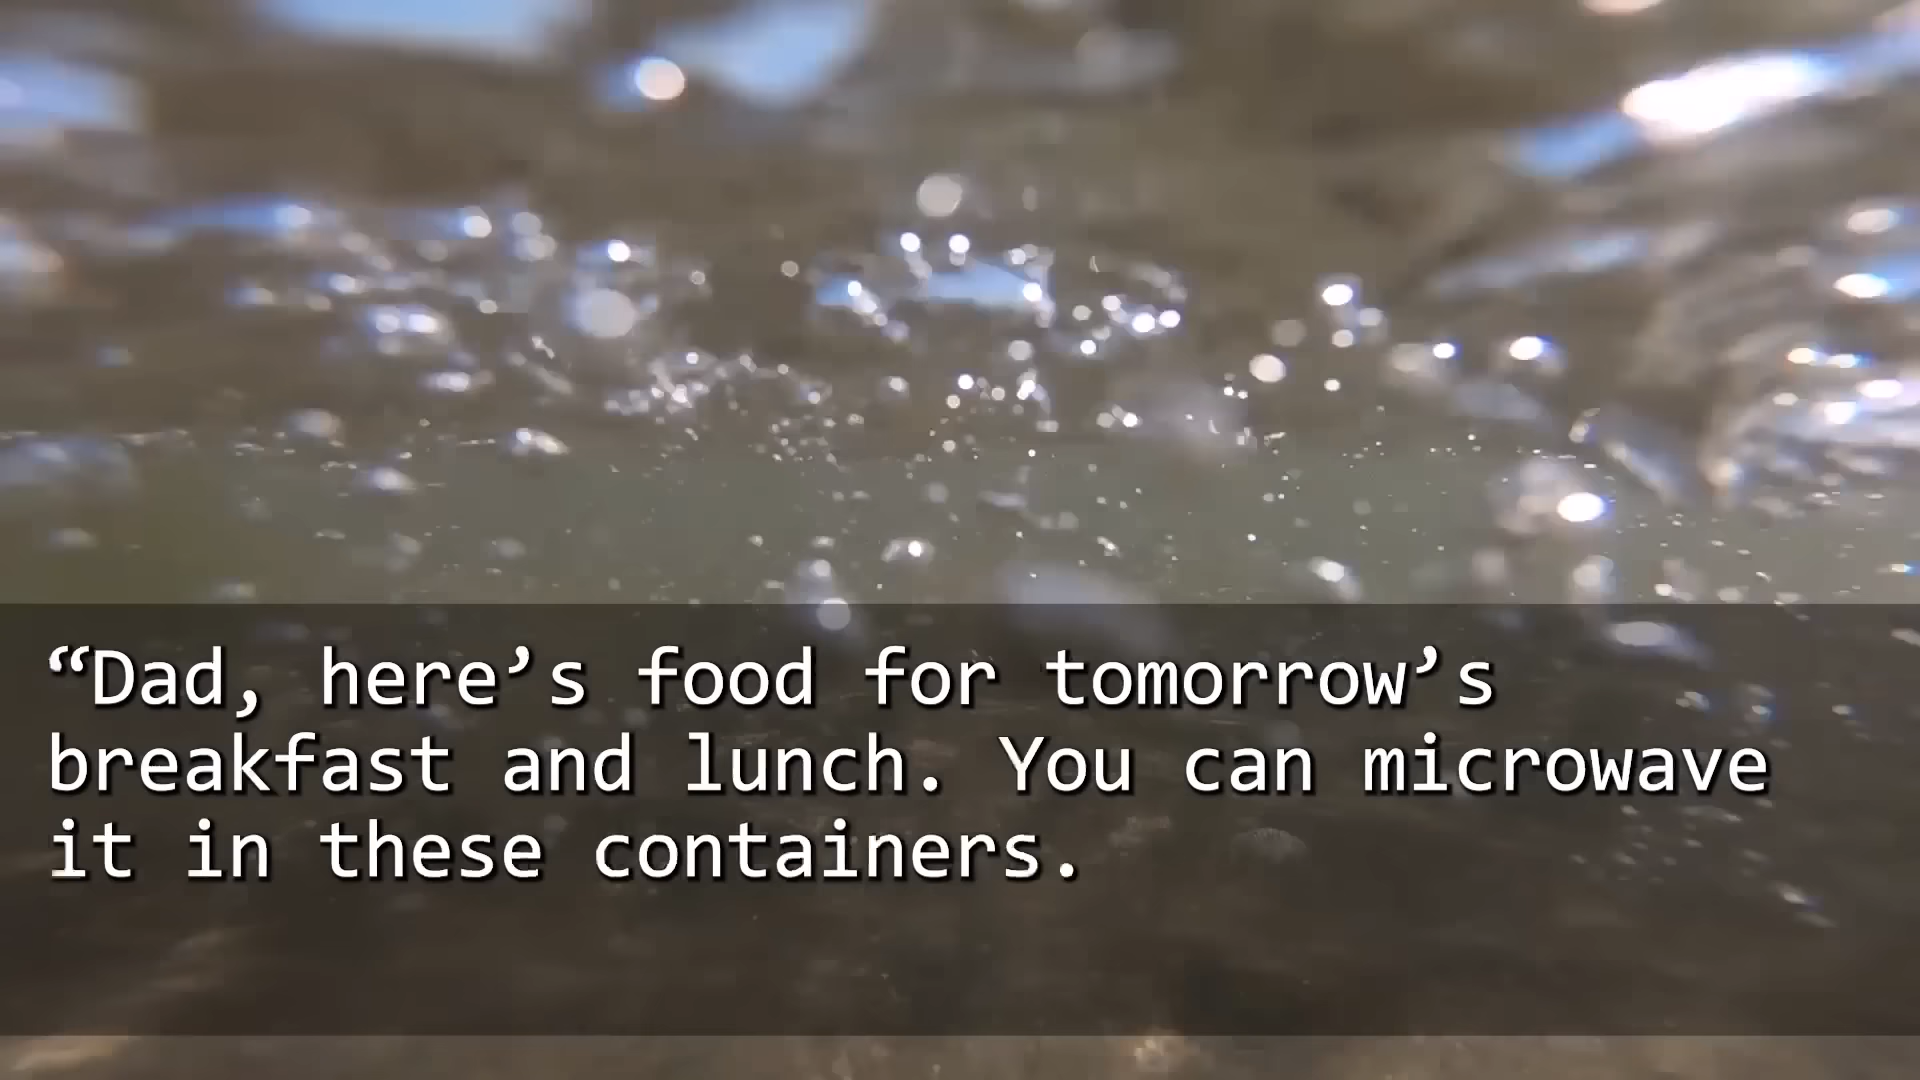 “Dad, here’s food for tomorrow’s
breakfast and lunch. You can microwave
it in these containers.